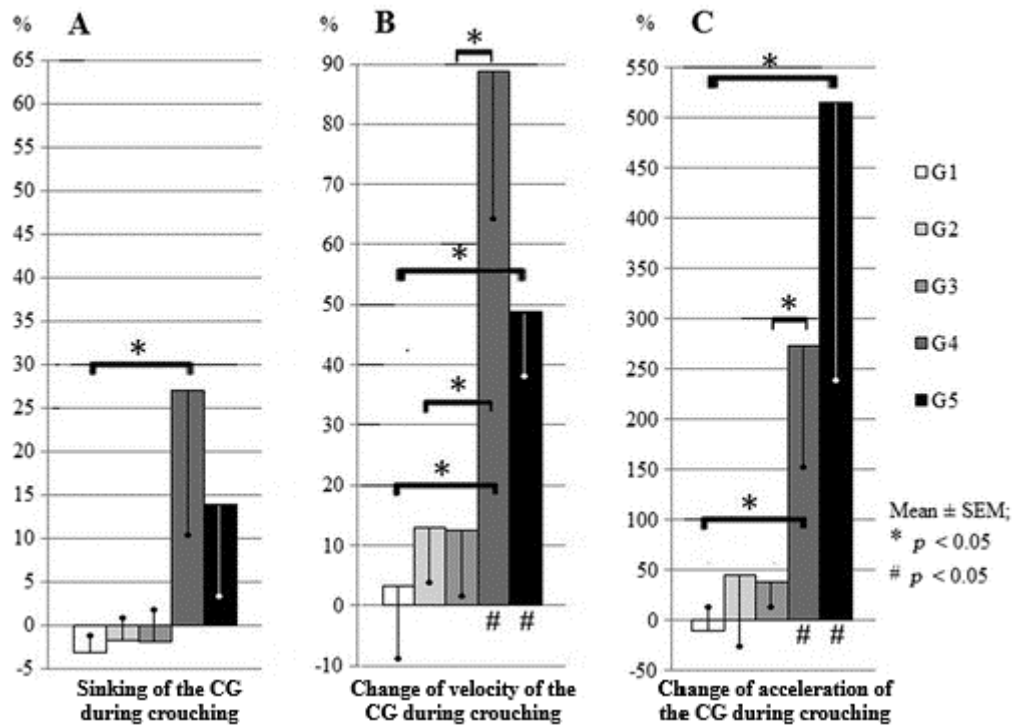 % A
65
60
55
50
45
40
35
30
25
20
15
10
5
0
-5
*
Sinking of the CG
during crouching
% B
90
80
70
60
50
40
30
20
10
0
-10
*
*
*
*
# #
Change of velocity of the
CG during crouching
% C
550
500
450
400
350
300
250
200
150
100
50
0
-50
*
*
*
# #
Change of acceleration of
the CG during crouching
G1
G2
G3
G4
G5
Mean ± SEM;
* p < 0.05
# p < 0.05